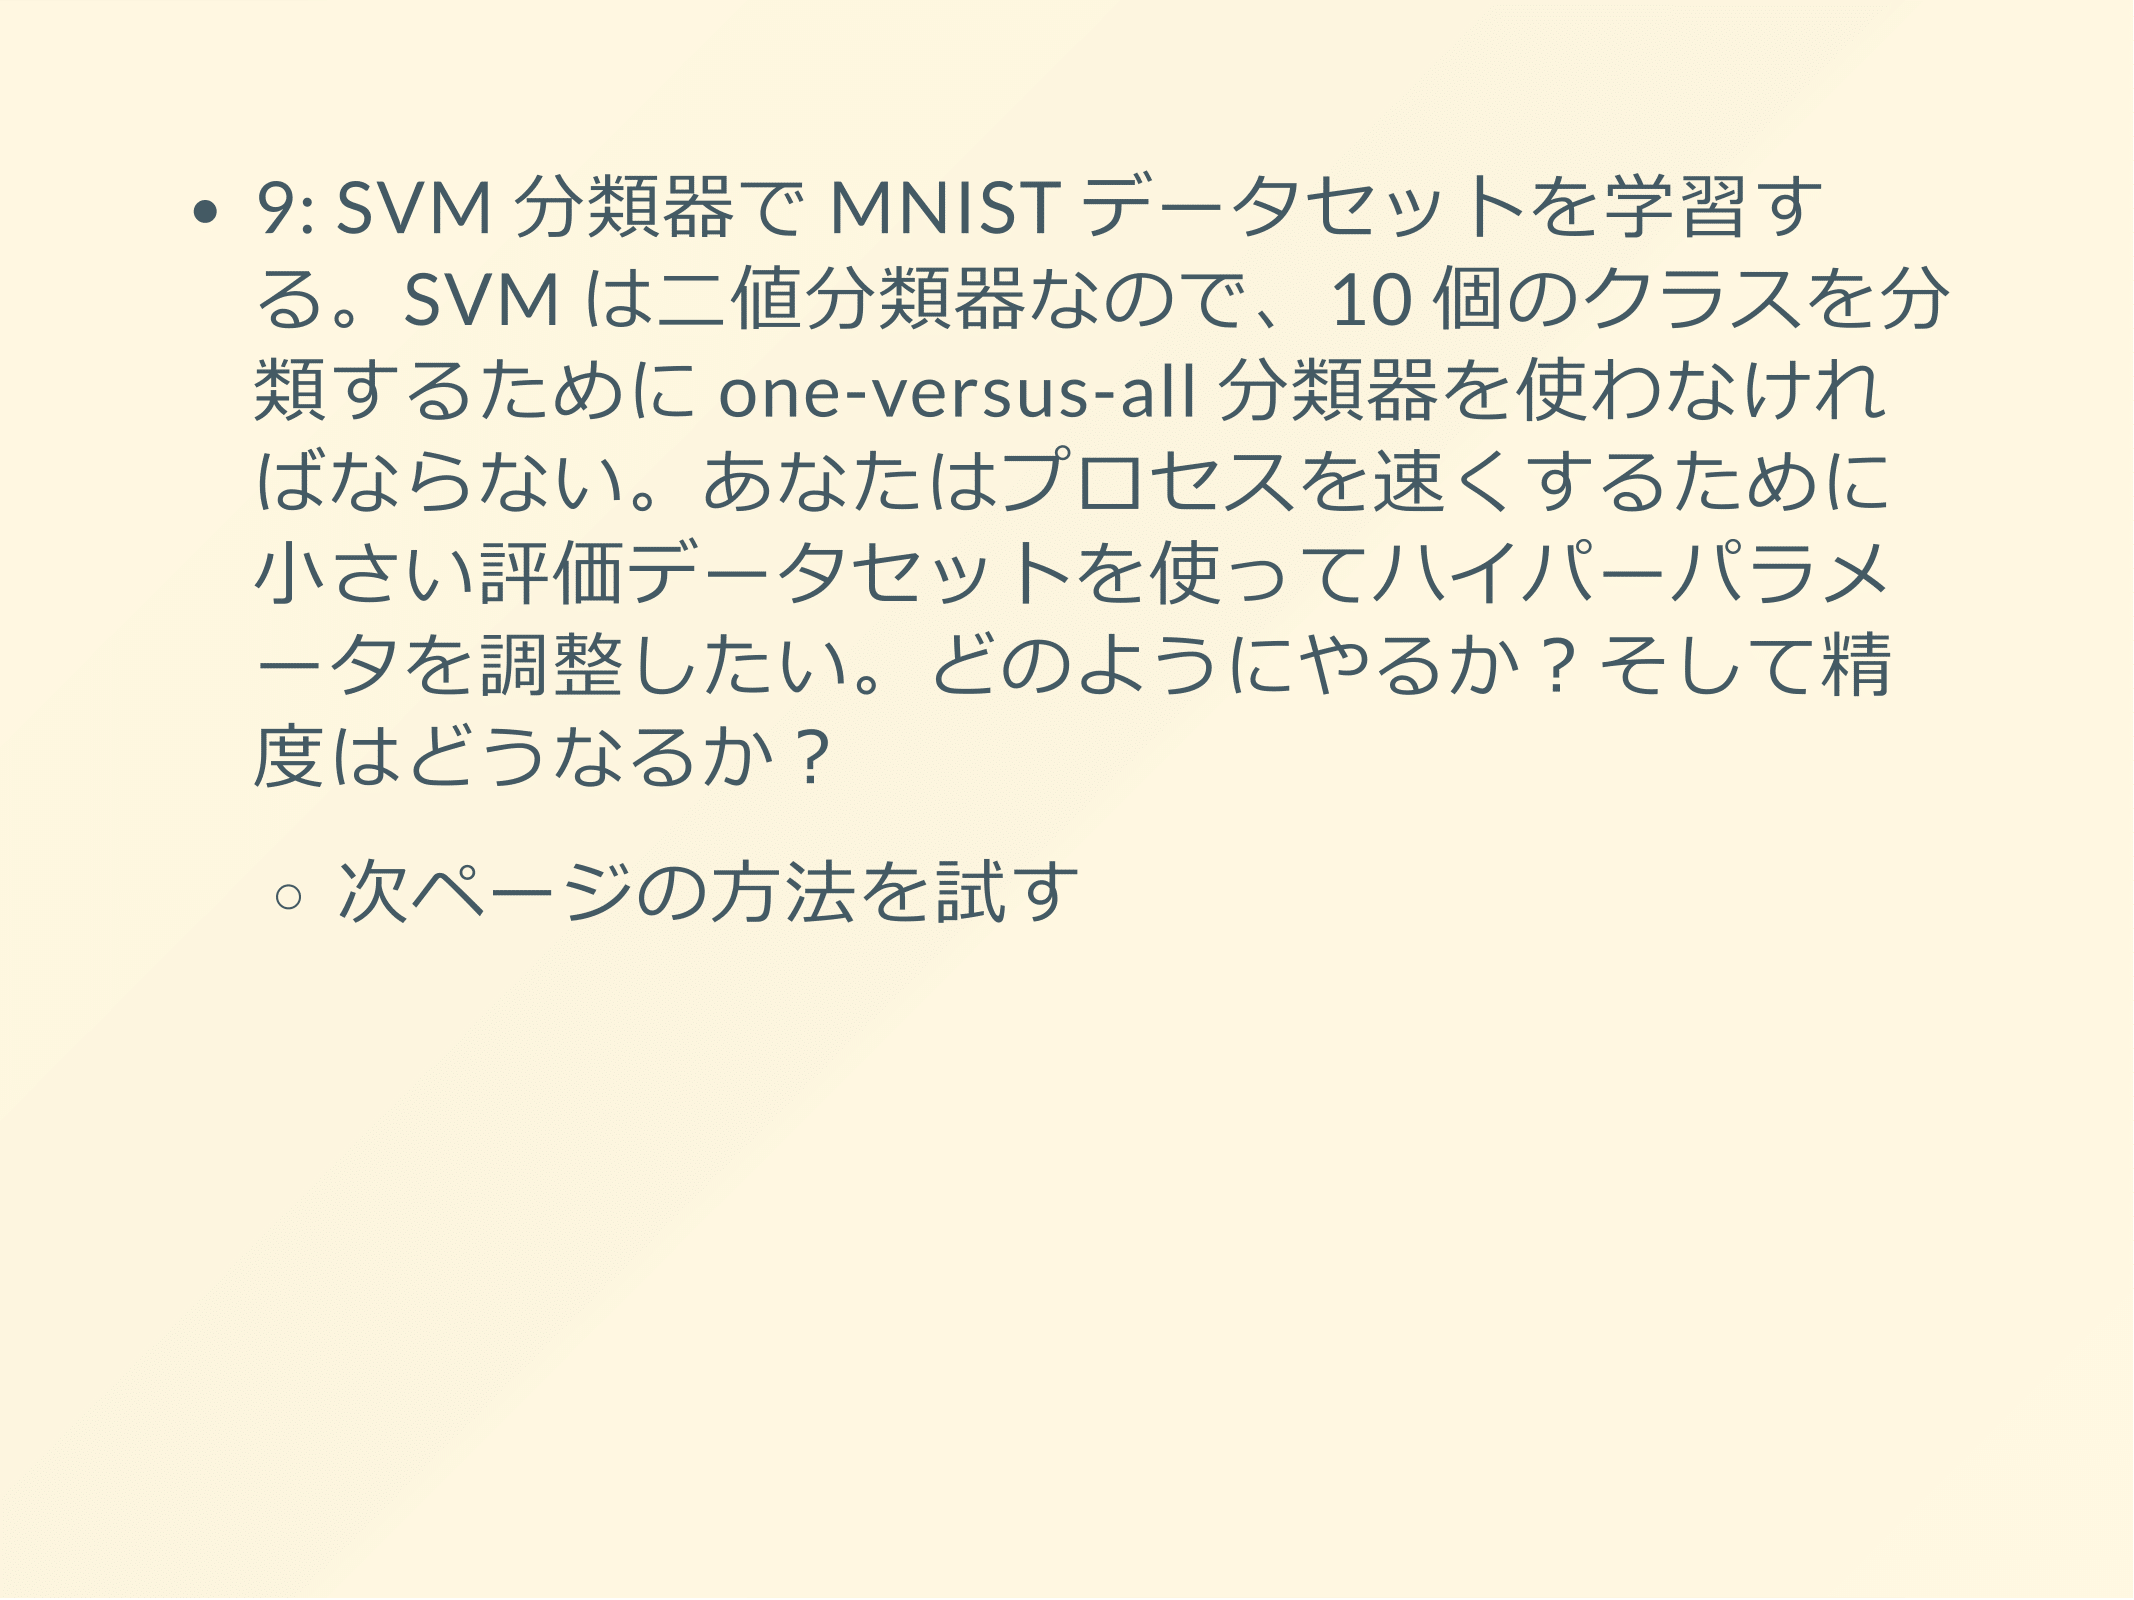 • 9: SVM 分類器で MNIST データセットを学習す
る。SVM は二値分類器なので、10 個のクラスを分
類するために one-versus-all 分類器を使わなけれ
ばならない。あなたはプロセスを速くするために
小さい評価データセットを使ってハイパーパラメ
ータを調整したい。どのようにやるか？そして精
度はどうなるか？
◦ 次ページの方法を試す